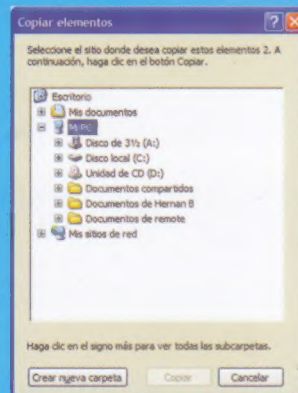 Copiar elementos
Seleccione el sitio donde desea copiar estos elementos 2. A
continuación, haga clic en el botón Copiar.
Escritorio
Mis documentos
Mi PC
Disco de 3½ (A:)
Disco local (C:)
Unidad de CD (D:)
Documentos compartidos
Documentos de Hernan B
Documentos de remote
Mis sitios de red
Haga clic en el signo más para ver todas las subcarpetas.
Crear nueva carpeta Copiar Cancelar